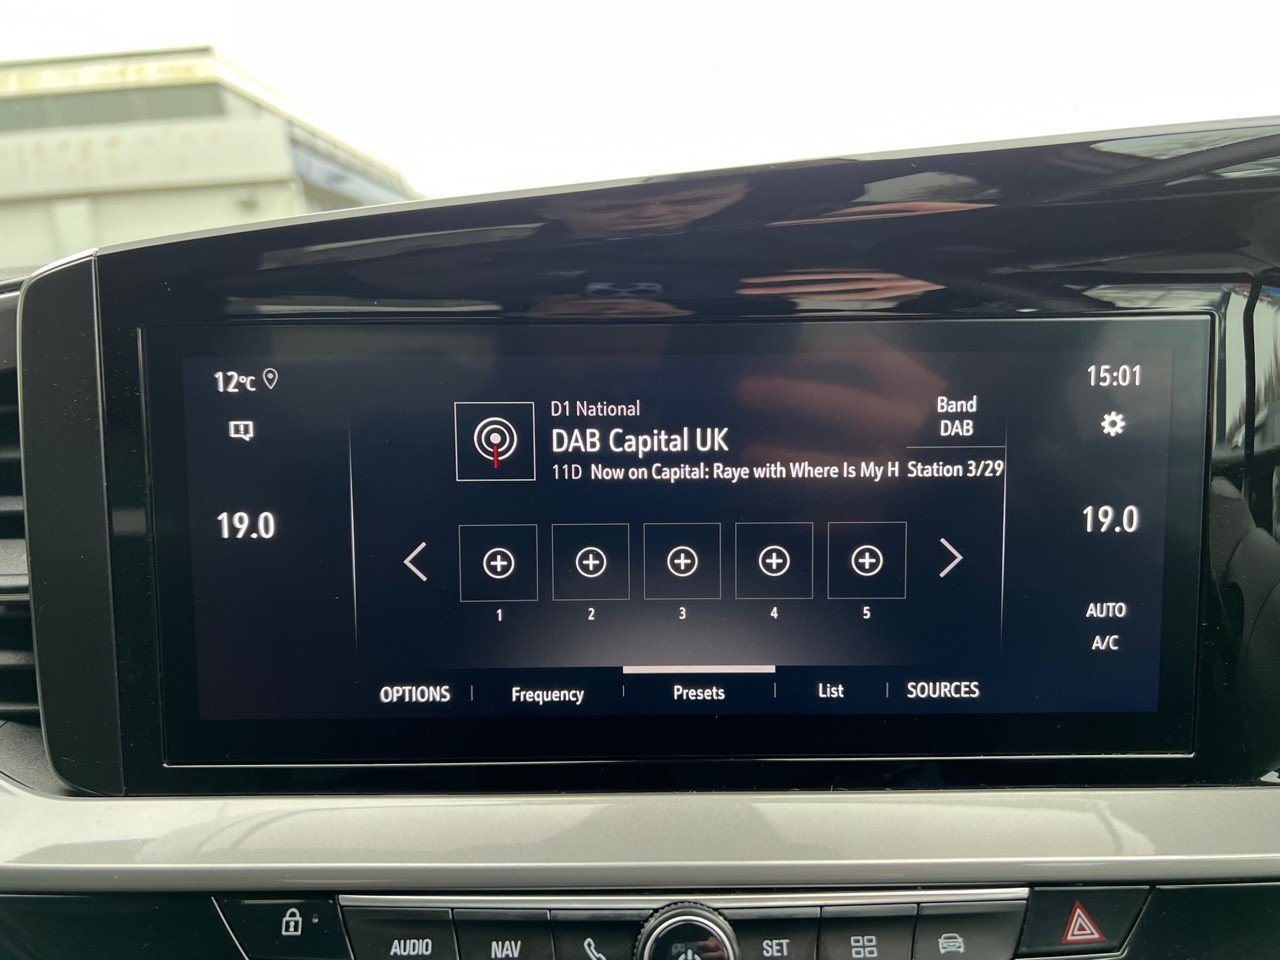 12°C
15:01
D1 National
DAB Capital UK
11D Now on Capital: Raye with Where Is My H
Band
DAB
Station 3/29
19.0
19.0
1 2 3 4 5
AUTO
A/C
OPTIONS Frequency Presets List SOURCES
AUDIO NAV SET